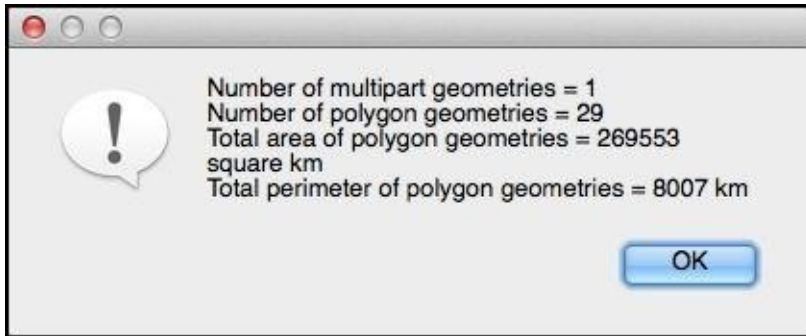 Number of multipart geometries = 1
Number of polygon geometries = 29
Total area of polygon geometries = 269553
square km
Total perimeter of polygon geometries = 8007 km
OK